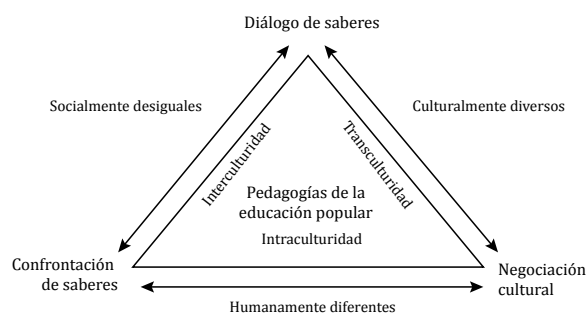 Diálogo de saberes
Socialmente desiguales
Culturalmente diversos
Interculturidad
Transculturidad
Pedagogías de la
educación popular
Intraculturidad
Confrontación
de saberes
Negociación
cultural
Humanamente diferentes